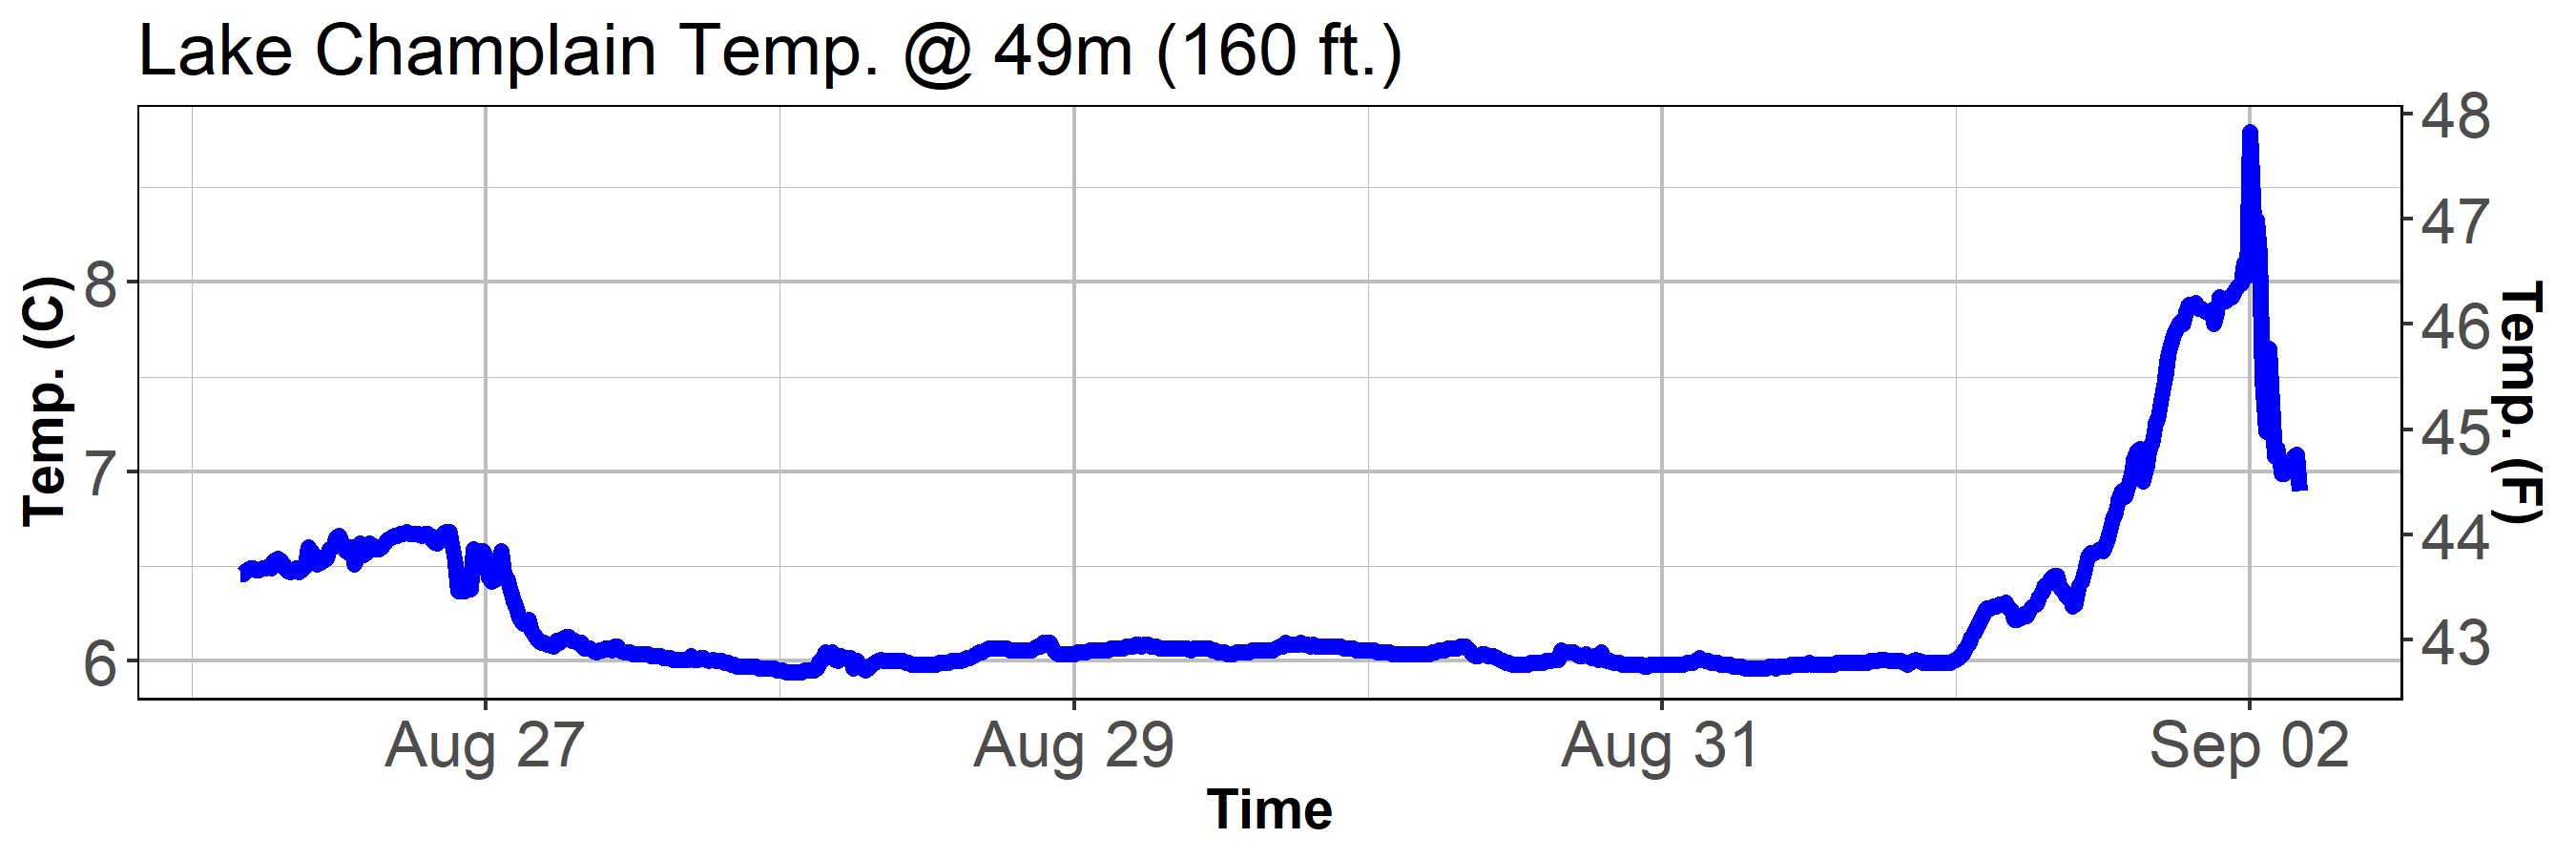 Lake Champlain Temp. @ 49m (160 ft.)
Temp. (C)
8
7
6
48
47
46
45
44
43
Temp. (F)
Aug 27
Aug 29
Aug 31
Sep 02
Time